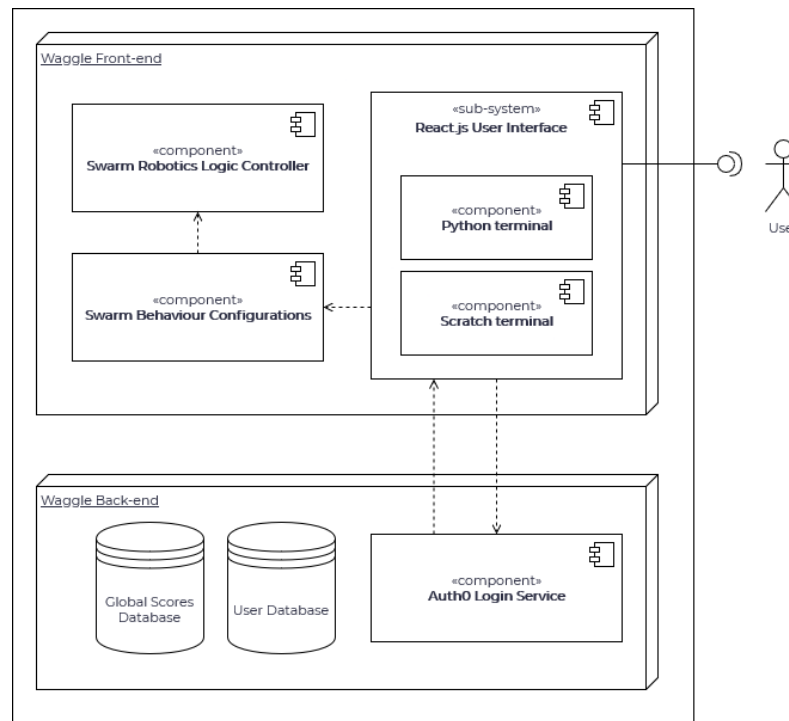 Waggle Front-end
«component»
Swarm Robotics Logic Controller
«component»
Swarm Behaviour Configurations
«sub-system»
React.js User Interface
«component»
Python terminal
«component»
Scratch terminal
Use
Waggle Back-end
Global Scores
Database
User Database
«component»
Auth0 Login Service